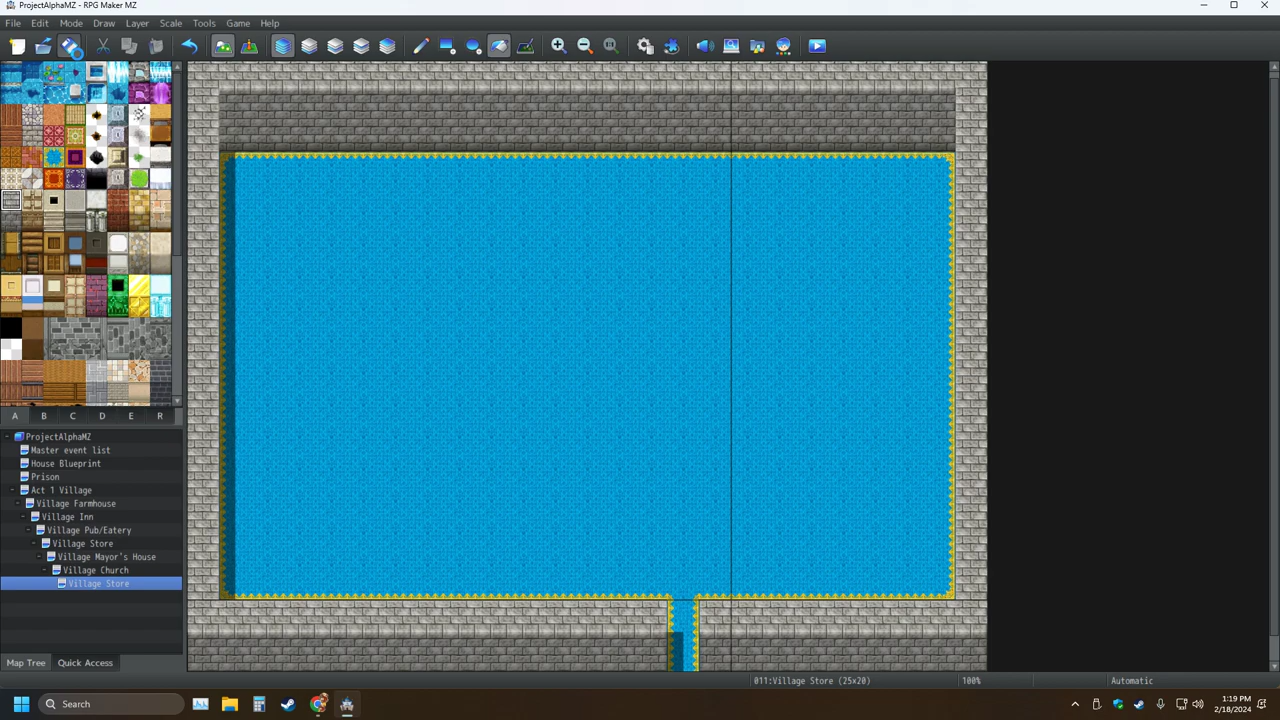 ProjectAlphaMZ - RPG Maker MZ
File Edit Mode Draw Layer Scale Tools Game Help
A B C D E R
ProjectAlphaMZ
Master event list
House Blueprint
Prison
Act 1 Village
Village Farmhouse
Village Inn
Village Pub/Eatery
Village Store
Village Mayor's House
Village Church
Village Store
Map Tree Quick Access
011:Village Store (25x20) 100% Automatic
Search
1:19 PM
2/18/2024